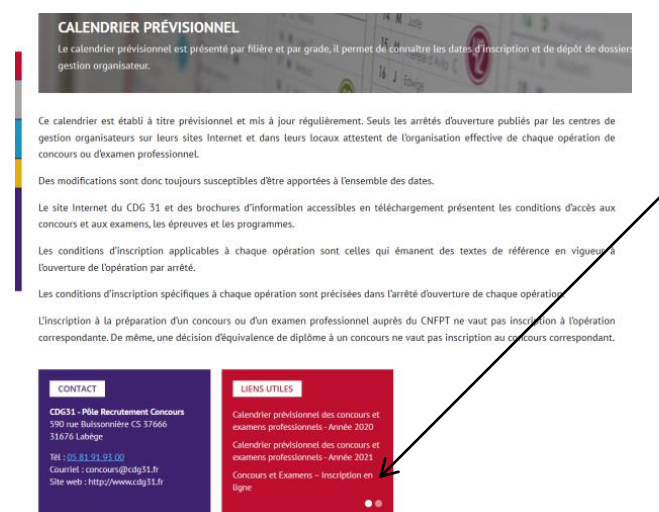 CALENDRIER PRÉVISIONNEL
Le calendrier prévisionnel est présenté par filière et par grade, il permet de connaître les dates d'inscription et de dépôt de dossiers
gestion organisateur.
Ce calendrier est établi à titre prévisionnel et mis à jour régulièrement. Seuls les arrêtés d'ouverture publiés par les centres de
gestion organisateurs sur leurs sites Internet et dans leurs locaux attestent de l'organisation effective de chaque opération de
concours ou d'examen professionnel.
Des modifications sont donc toujours susceptibles d'être apportées à l'ensemble des dates.
Le site Internet du CDG 31 et des brochures d'information accessibles en téléchargement présentent les conditions d'accès aux
concours et aux examens, les épreuves et les programmes.
Les conditions d'inscription applicables à chaque opération sont celles qui émanent des textes de référence en vigueur à
l'ouverture de l'opération par arrêté.
Les conditions d'inscription spécifiques à chaque opération sont précisées dans l'arrêté d'ouverture de chaque opération.
L'inscription à la préparation d'un concours ou d'un examen professionnel auprès du CNFPT ne vaut pas inscription à l'opération
correspondante. De même, une décision d'équivalence de diplôme à un concours ne vaut pas inscription au concours correspondant.
CONTACT
CDG31 - Pôle Recrutement Concours
590 rue Buissonnière CS 37666
31676 Labège
Tél : 05 81 91 93 00
Courriel : concours@cdg31.fr
Site web : http://www.cdg31.fr
LIENS UTILES
Calendrier prévisionnel des concours et
examens professionnels - Année 2020
Calendrier prévisionnel des concours et
examens professionnels - Année 2021
Concours et Examens – Inscription en
ligne